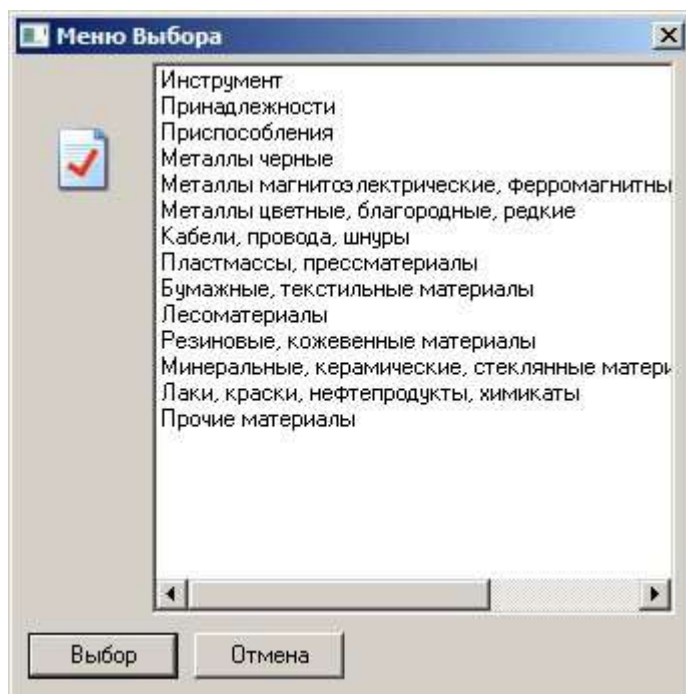 Меню Выбора
Инструмент
Принадлежности
Приспособления
Металлы черные
Металлы магнитоэлектрические, ферромагнитны
Металлы цветные, благородные, редкие
Кабели, провода, шнуры
Пластмассы, прессматериалы
Бумажные, текстильные материалы
Лесоматериалы
Резиновые, кожевенные материалы
Минеральные, керамические, стеклянные матери
Лаки, краски, нефтепродукты, химикаты
Прочие материалы
Выбор Отмена